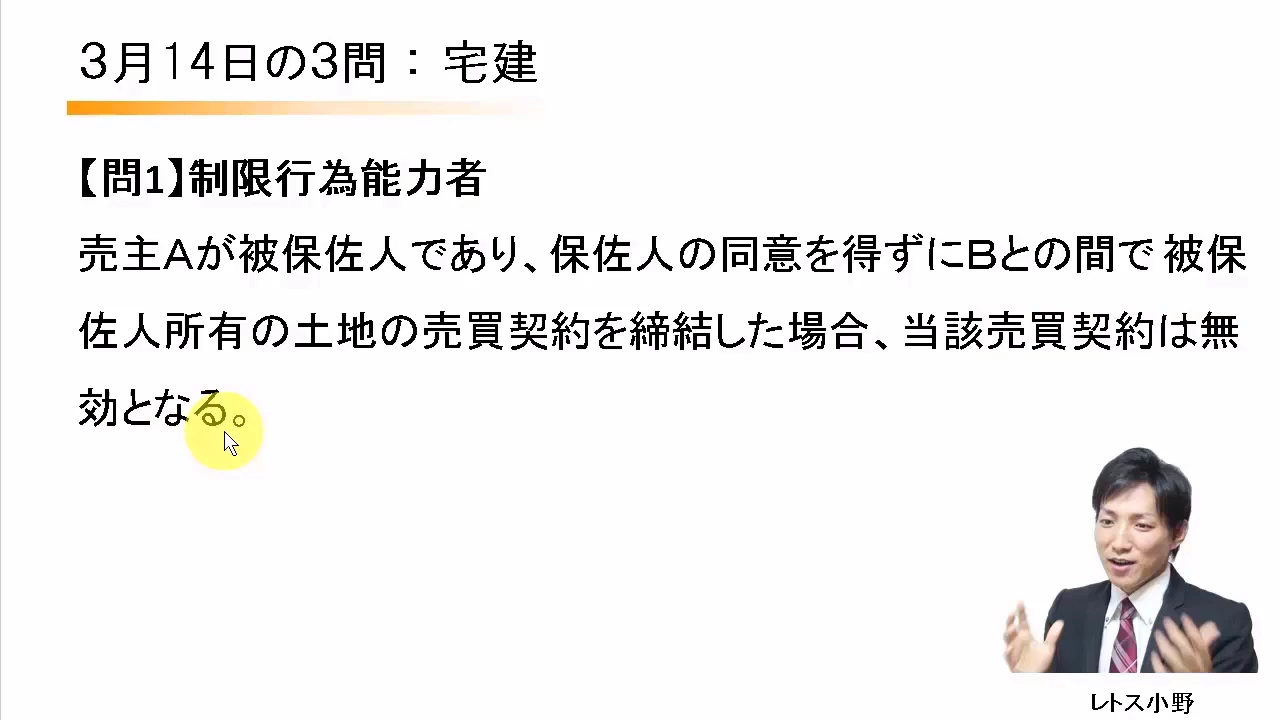 ３月14日の３問：宅建
【問1】制限行為能力者
売主Ａが被保佐人であり、保佐人の同意を得ずにＢとの間で被保
佐人所有の土地の売買契約を締結した場合、当該売買契約は無
効となる。
レトス小野